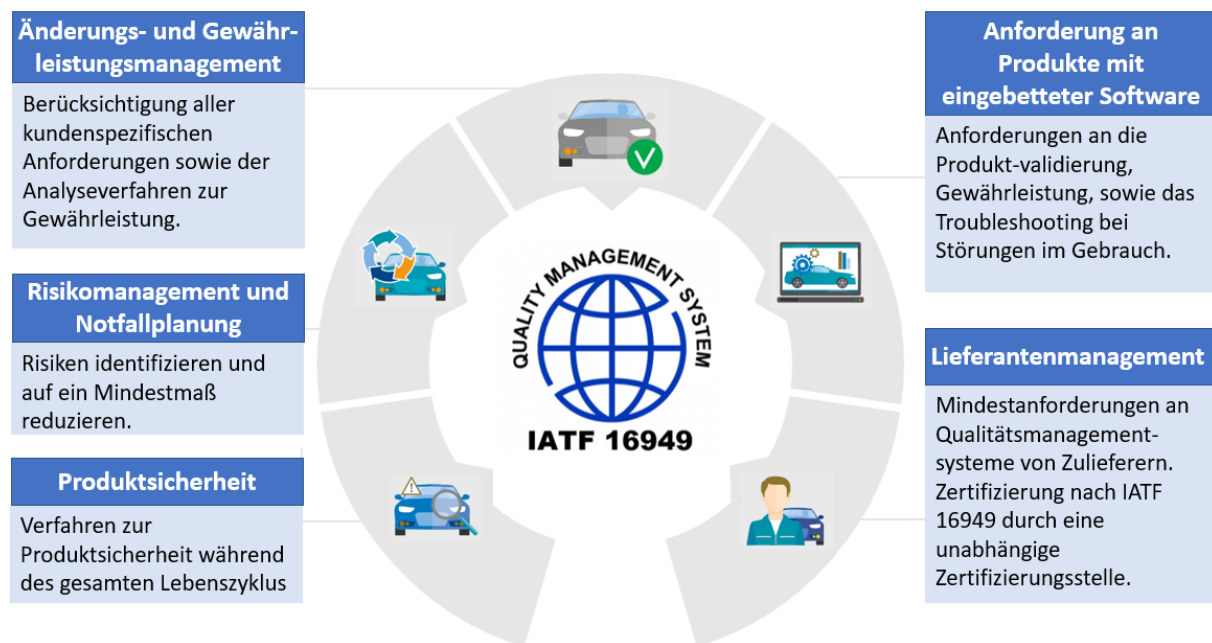 Änderungs- und Gewähr-
leistungsmanagement
Berücksichtigung aller
kundenspezifischen
Anforderungen sowie der
Analyseverfahren zur
Gewährleistung.
Risikomanagement und
Notfallplanung
Risiken identifizieren und
auf ein Mindestmaß
reduzieren.
Produktsicherheit
Verfahren zur
Produktsicherheit während
des gesamten Lebenszyklus
QUALITY MANAGEMENT SYSTEM
IATF 16949
Anforderung an
Produkte mit
eingebetteter Software
Anforderungen an die
Produkt-validierung,
Gewährleistung, sowie das
Troubleshooting bei
Störungen im Gebrauch.
Lieferantenmanagement
Mindestanforderungen an
Qualitätsmanagement-
systeme von Zulieferern.
Zertifizierung nach IATF
16949 durch eine
unabhängige
Zertifizierungsstelle.